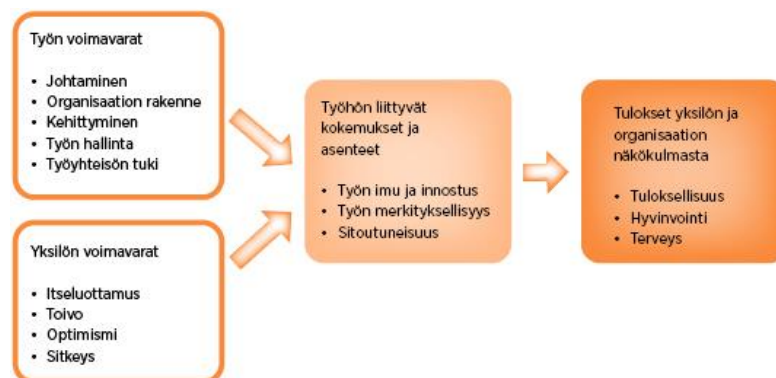 Työn voimavarat
• Johtaminen
• Organisaation rakenne
• Kehittyminen
• Työn hallinta
• Työyhteisön tuki
Yksilön voimavarat
• Itseluottamus
• Toivo
• Optimismi
• Sitkeys
Työhön liittyvät
kokemukset ja
asenteet
• Työn imu ja innostus
• Työn merkityksellisyys
• Sitoutuneisuus
Tulokset yksilön ja
organisaation
näkökulmasta
• Tuloksellisuus
• Hyvinvointi
• Terveys